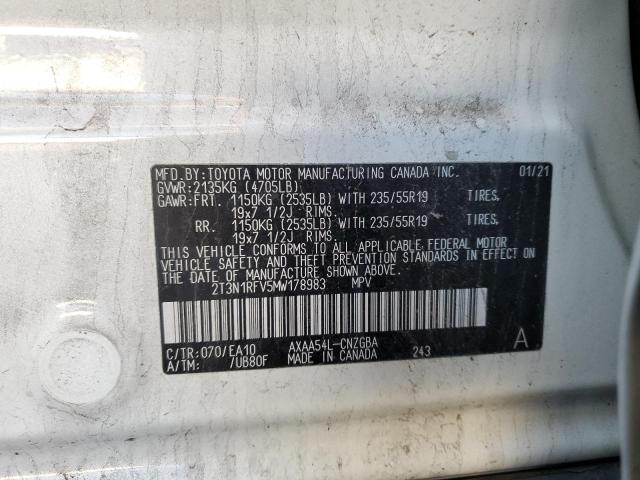 MFD.BY:TOYOTA MOTOR MANUFACTURING CANADA INC. 01/21
GVWR:2135KG (4705LB)
GAWR:FRT. 1150KG (2535LB) WITH 235/55R19 TIRES,
19x7 1/2J RIMS.
RR. 1150KG (2535LB) WITH 235/55R19 TIRES,
19x7 1/2J RIMS.
THIS VEHICLE CONFORMS TO ALL APPLICABLE FEDERAL MOTOR
VEHICLE SAFETY AND THEFT PREVENTION STANDARDS IN EFFECT ON
THE DATE OF MANUFACTURE SHOWN ABOVE.
2T3N1RFV5MW178983 MPV
C/TR:070/EA10 AXAA54L-CNZGBA
A/TM: /UB80F MADE IN CANADA 243 A